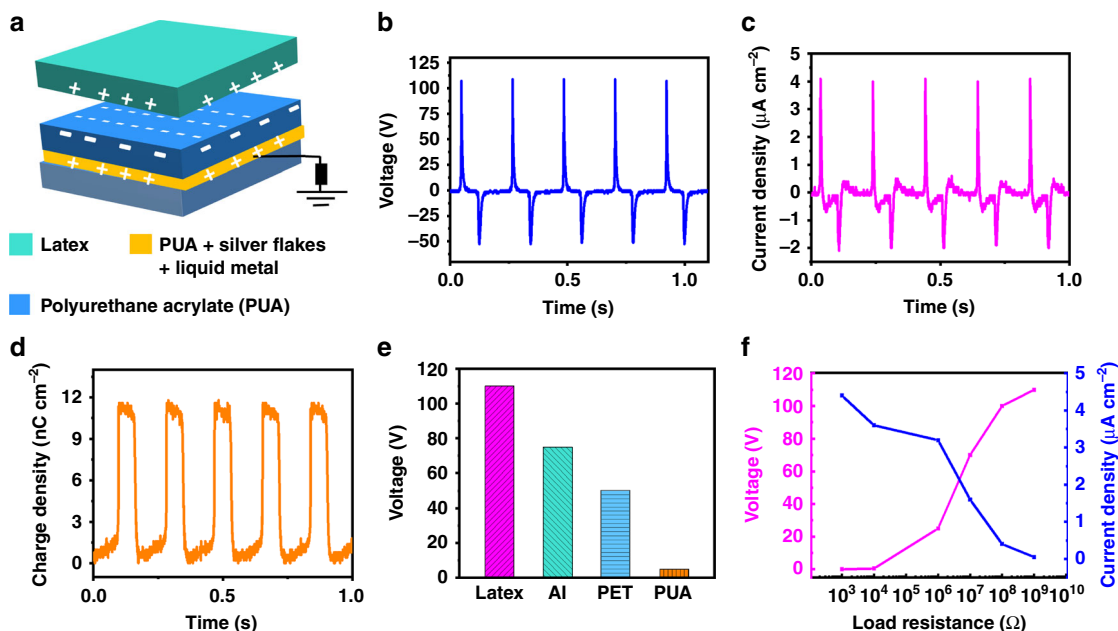 a
Latex
PUA + silver flakes
+ liquid metal
Polyurethane acrylate (PUA)
b
Voltage (V)
125
100
75
50
25
0
−25
−50
0.0 0.5 1.0
Time (s)
c
Current density (μA cm⁻²)
5
4
3
2
1
0
−1
−2
0.0 0.5 1.0
Time (s)
d
Charge density (nC cm⁻²)
12
9
6
3
0
0.0 0.5 1.0
Time (s)
e
Voltage (V)
120
100
80
60
40
20
0
Latex Al PET PUA
f
Voltage (V)
120
100
80
60
40
20
0
Current density (μA cm⁻²)
5
4
3
2
1
0
10³ 10⁴ 10⁵ 10⁶ 10⁷ 10⁸ 10⁹ 10¹⁰
Load resistance (Ω)